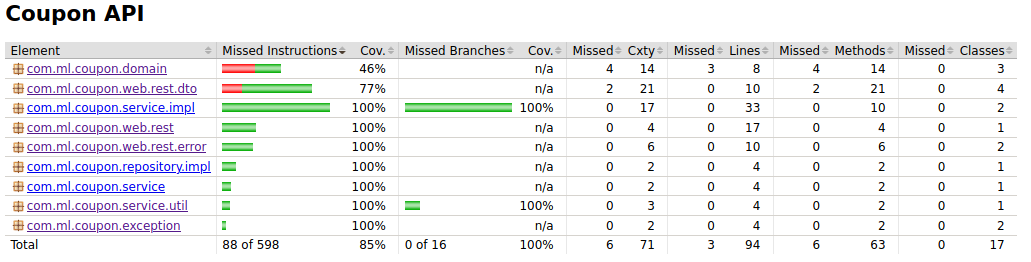 Coupon API
Element Missed Instructions Cov. Missed Branches Cov. Missed Cxty Missed Lines Missed Methods Missed Classes
com.ml.coupon.domain 46% n/a 4 14 3 8 4 14 0 3
com.ml.coupon.web.rest.dto 77% n/a 2 21 0 10 2 21 0 4
com.ml.coupon.service.impl 100% 100% 0 17 0 33 0 10 0 2
com.ml.coupon.web.rest 100% n/a 0 4 0 17 0 4 0 1
com.ml.coupon.web.rest.error 100% n/a 0 6 0 10 0 6 0 2
com.ml.coupon.repository.impl 100% n/a 0 2 0 4 0 2 0 1
com.ml.coupon.service 100% n/a 0 2 0 4 0 2 0 1
com.ml.coupon.service.util 100% 100% 0 3 0 4 0 2 0 1
com.ml.coupon.exception 100% n/a 0 2 0 4 0 2 0 2
Total 88 of 598 85% 0 of 16 100% 6 71 3 94 6 63 0 17